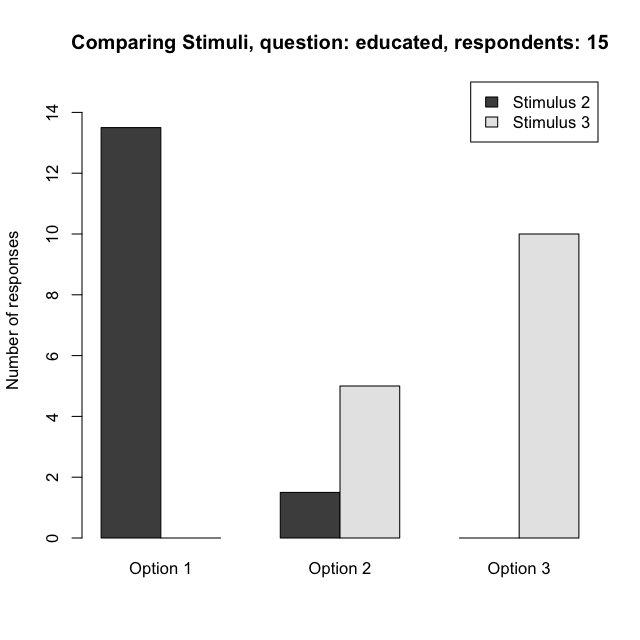 Comparing Stimuli, question: educated, respondents: 15
Stimulus 2
Stimulus 3
Number of responses
14
12
10
8
6
4
2
0
Option 1
Option 2
Option 3